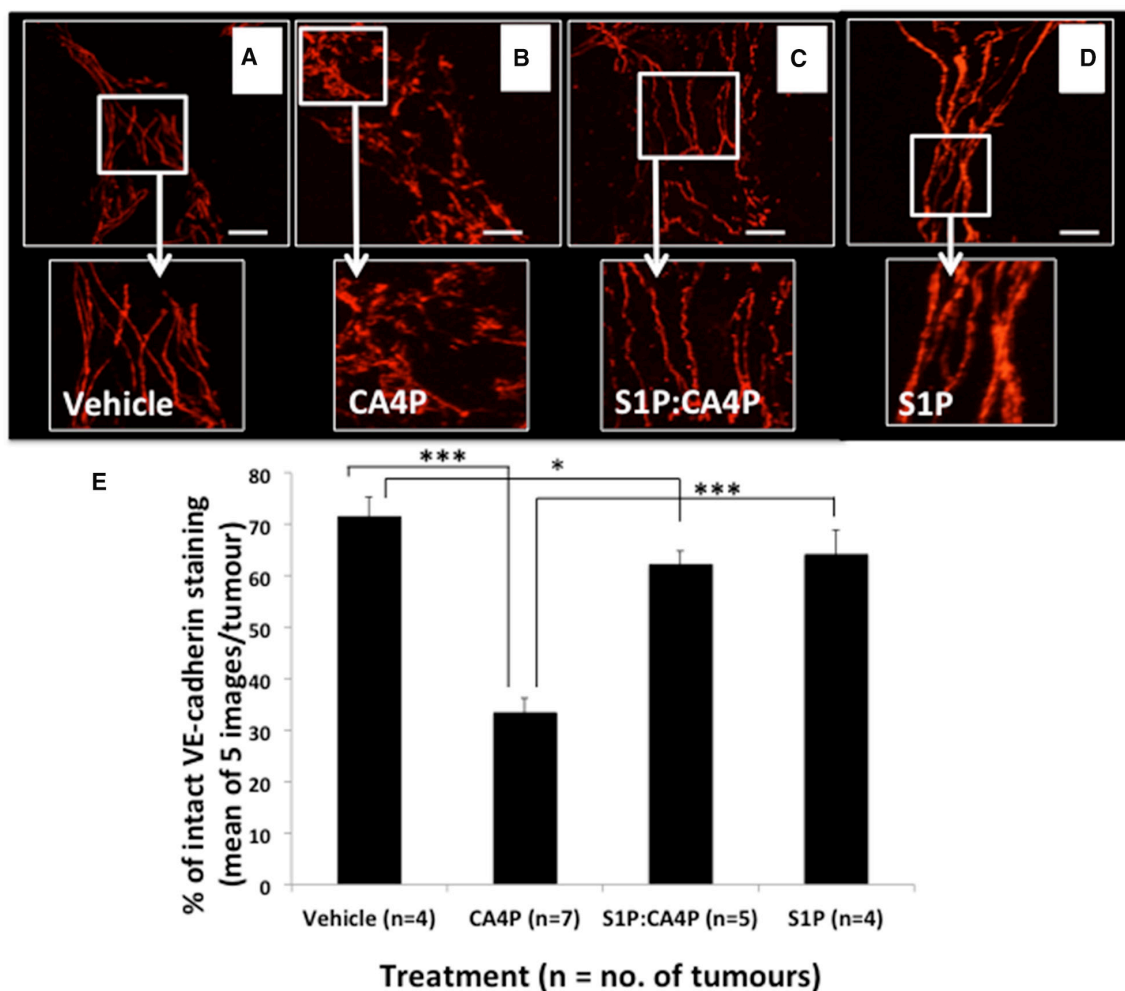 A
B
C
D
Vehicle
CA4P
S1P:CA4P
S1P
E
% of intact VE-cadherin staining
(mean of 5 images/tumour)
80
70
60
50
40
30
20
10
0
***
*
***
Vehicle (n=4)
CA4P (n=7)
S1P:CA4P (n=5)
S1P (n=4)
Treatment (n = no. of tumours)